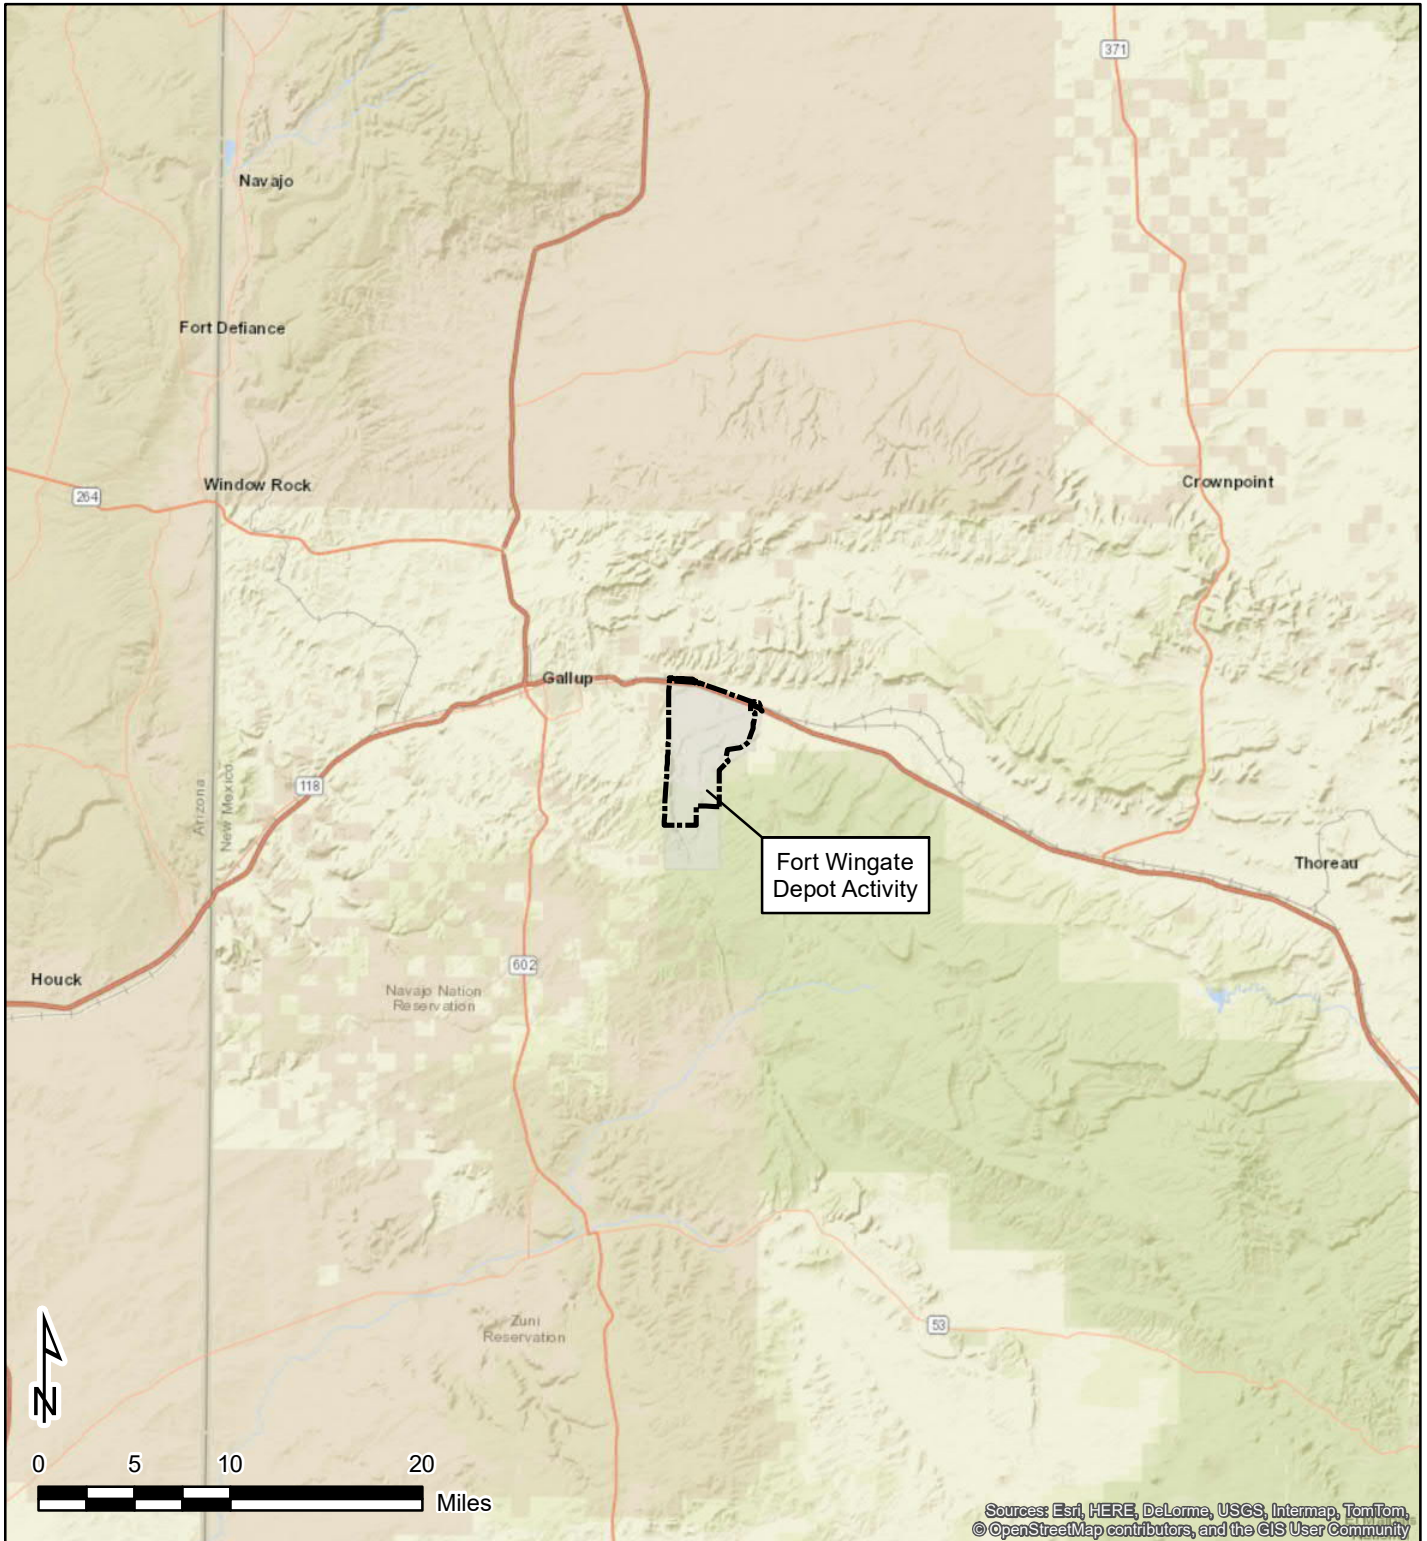 371
Navajo
Fort Defiance
Window Rock
264
Crownpoint
Gallup
118
Arizona
New Mexico
Fort Wingate
Depot Activity
Thoreau
Houck
602
Navajo Nation
Reservation
Zuni
Reservation
53
N
0 5 10 20
Miles
Sources: Esri, HERE, DeLorme, USGS, Intermap, TomTom,
© OpenStreetMap contributors, and the GIS User Community